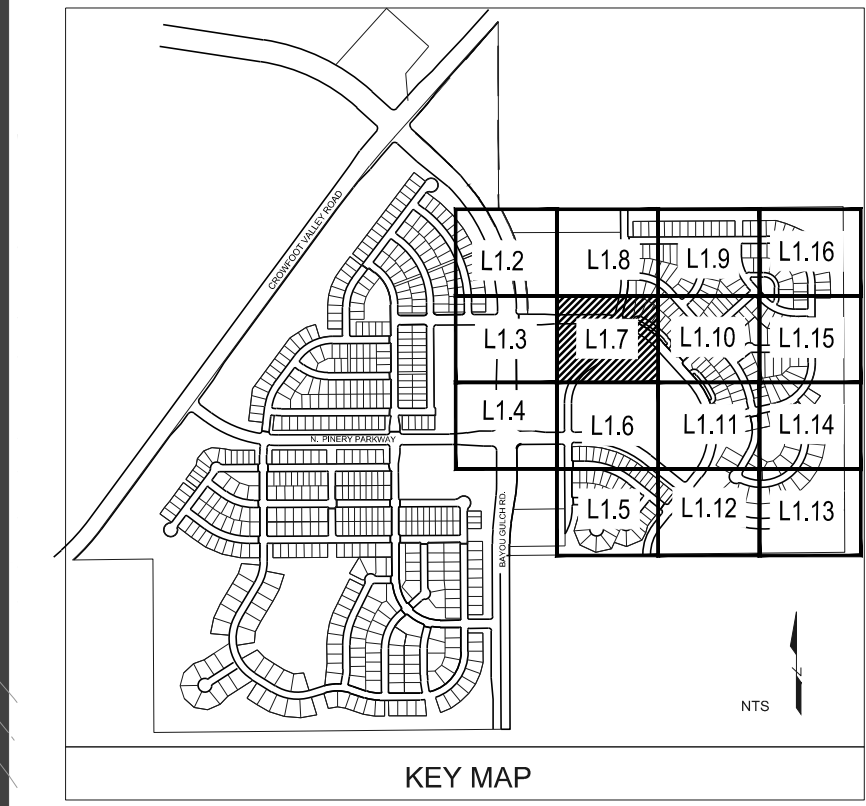 CROWFOOT VALLEY ROAD
L1.2
L1.8
L1.9
L1.16
L1.3
L1.7
L1.10
L1.15
L1.4
L1.6
L1.11
L1.14
N. PINERY PARKWAY
L1.5
L1.12
L1.13
BAYOU GULCH RD.
N
NTS
KEY MAP